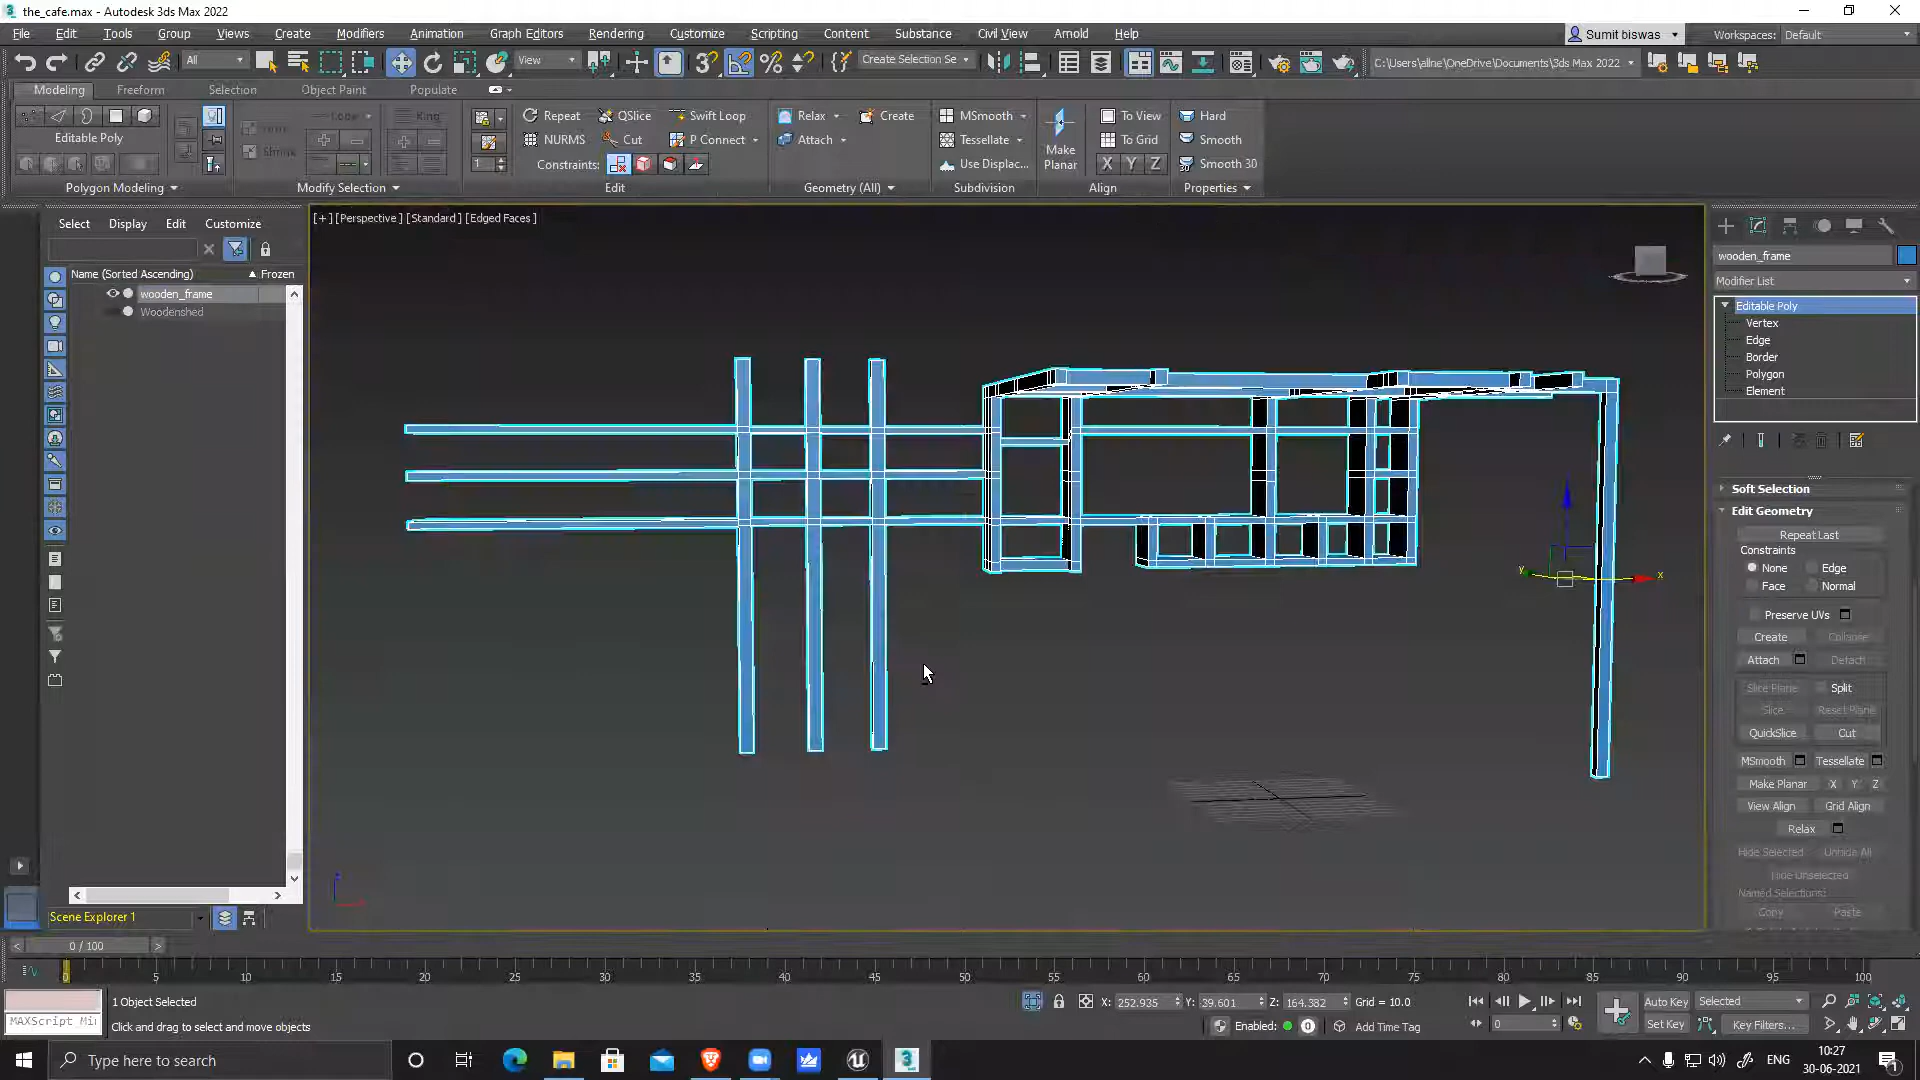 the_cafe.max - Autodesk 3ds Max 2022
File Edit Tools Group Views Create Modifiers Animation Graph Editors Rendering Customize Scripting Content Substance Civil View Arnold Help
Sumit biswas Workspaces: Default
All View Create Selection Se C:\Users\allne\OneDrive\Documents\3ds Max 2022
Modeling Freeform Selection Object Paint Populate
Repeat QSlice Swift Loop Relax Create MSmooth To View Hard
Editable Poly NURMS Cut P Connect Attach Tessellate To Grid Smooth
1 Constraints: Use Displac... Make Planar X Y Z Smooth 30
Polygon Modeling Modify Selection Edit Geometry (All) Subdivision Align Properties
Select Display Edit Customize
[+] [Perspective] [Standard] [Edged Faces]
Name (Sorted Ascending) Frozen
wooden_frame
Woodenshed
wooden_frame
Modifier List
Editable Poly
Vertex
Edge
Border
Polygon
Element
Soft Selection
Edit Geometry
Repeat Last
Constraints
None Edge
Face Normal
Preserve UVs
Create Collapse
Attach Detach
Slice Plane Split
Slice Reset Plane
QuickSlice Cut
MSmooth Tessellate
Make Planar X Y Z
View Align Grid Align
Relax
Hide Selected Unhide All
Hide Unselected
Named Selections:
Copy Paste
y x
Scene Explorer 1
0 / 100
0 5 10 15 20 25 30 35 40 45 50 55 60 65 70 75 80 85 90 95 100
1 Object Selected X: 252.935 Y: 39.601 Z: 164.382 Grid = 10.0 Auto Key Selected
MAXScript Mi Click and drag to select and move objects Enabled: 0 Add Time Tag 0 Set Key Key Filters...
Type here to search ENG 10:27
30-06-2021
1